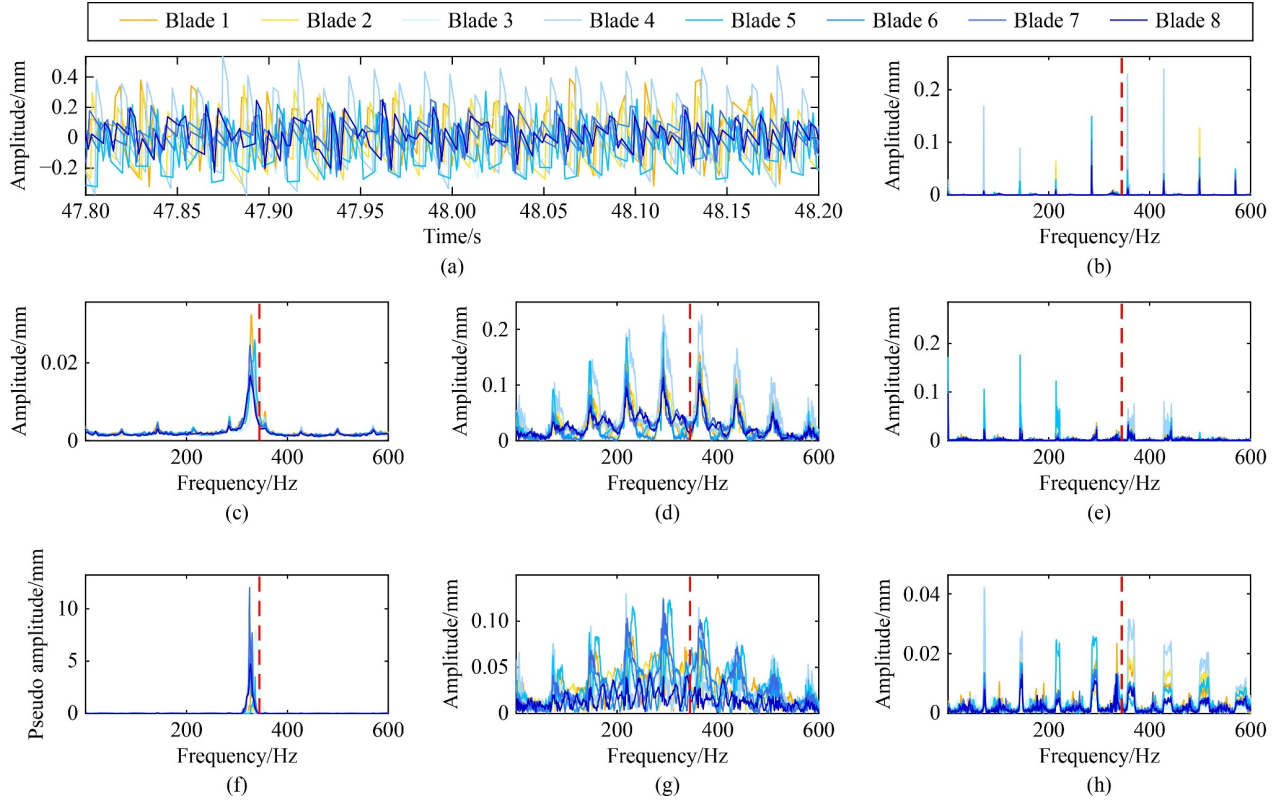 Blade 1 Blade 2 Blade 3 Blade 4 Blade 5 Blade 6 Blade 7 Blade 8
Amplitude/mm
0.4
0.2
0
−0.2
47.80 47.85 47.90 47.95 48.00 48.05 48.10 48.15 48.20
Time/s
(a)
Amplitude/mm
0.2
0.1
0
200 400 600
Frequency/Hz
(b)
Amplitude/mm
0.02
0
200 400 600
Frequency/Hz
(c)
Amplitude/mm
0.2
0.1
0
200 400 600
Frequency/Hz
(d)
Amplitude/mm
0.2
0.1
0
200 400 600
Frequency/Hz
(e)
Pseudo amplitude/mm
10
5
0
200 400 600
Frequency/Hz
(f)
Amplitude/mm
0.10
0.05
0
200 400 600
Frequency/Hz
(g)
Amplitude/mm
0.04
0.02
0
200 400 600
Frequency/Hz
(h)